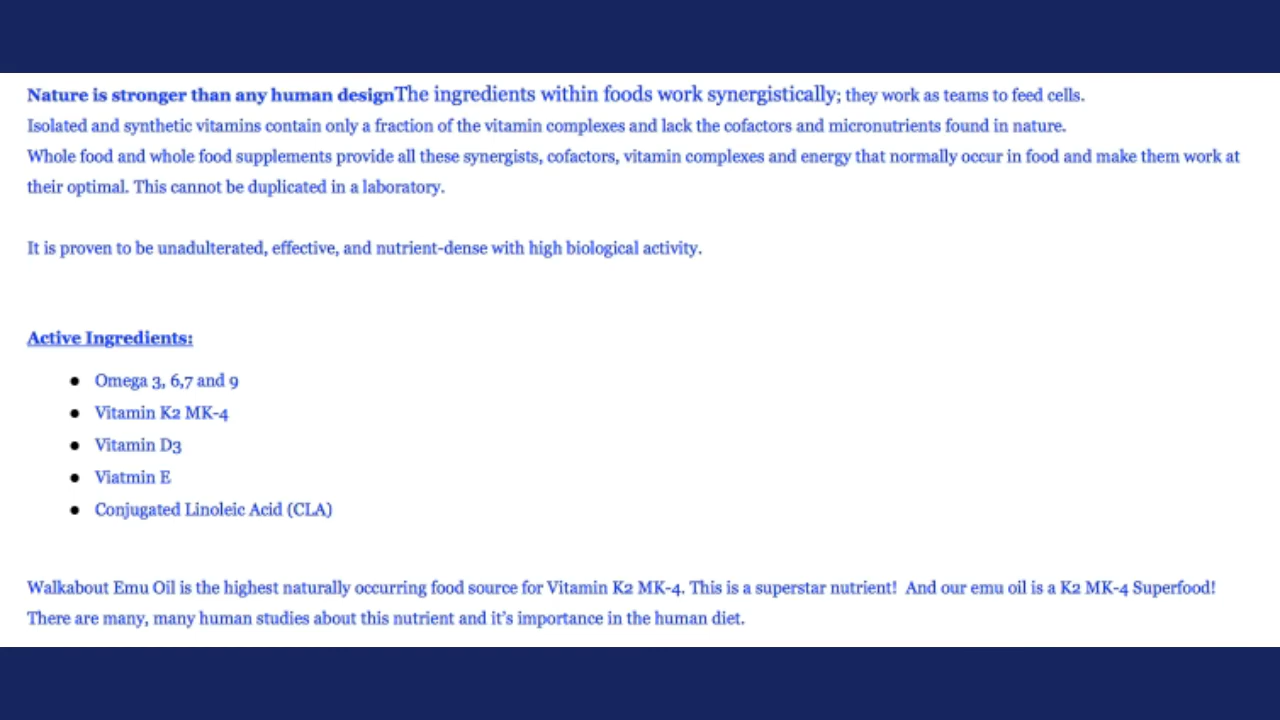 Nature is stronger than any human designThe ingredients within foods work synergistically; they work as teams to feed cells.
Isolated and synthetic vitamins contain only a fraction of the vitamin complexes and lack the cofactors and micronutrients found in nature.
Whole food and whole food supplements provide all these synergists, cofactors, vitamin complexes and energy that normally occur in food and make them work at
their optimal. This cannot be duplicated in a laboratory.
It is proven to be unadulterated, effective, and nutrient-dense with high biological activity.
Active Ingredients:
● Omega 3, 6,7 and 9
● Vitamin K2 MK-4
● Vitamin D3
● Viatmin E
● Conjugated Linoleic Acid (CLA)
Walkabout Emu Oil is the highest naturally occurring food source for Vitamin K2 MK-4. This is a superstar nutrient!  And our emu oil is a K2 MK-4 Superfood!
There are many, many human studies about this nutrient and it’s importance in the human diet.